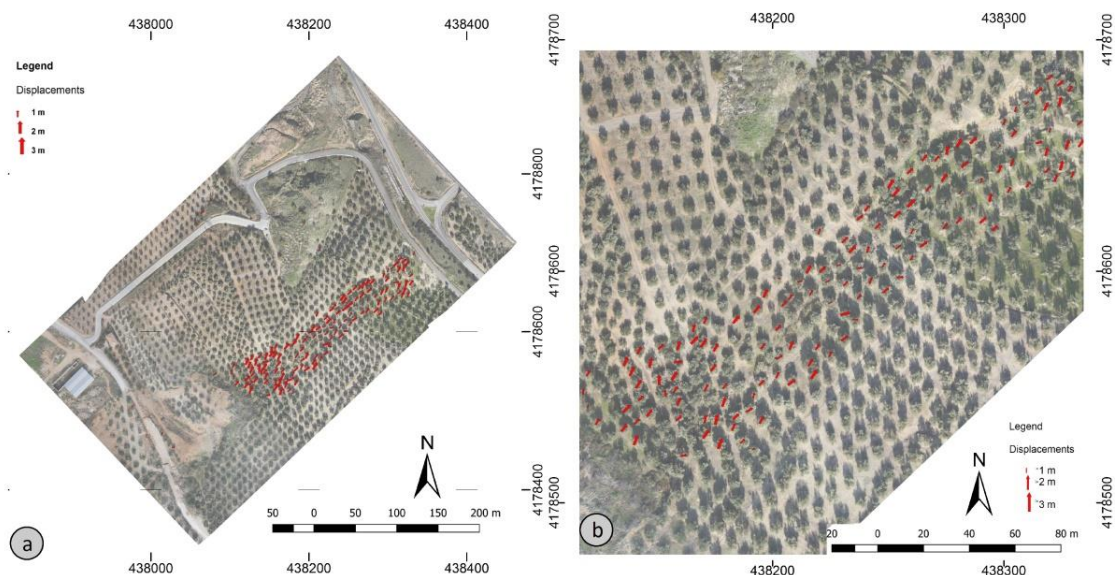 438000
438200
438400
Legend
Displacements
1 m
2 m
3 m
4178800
4178600
4178400
N
50 0 50 100 150 200 m
a
438000
438200
438400
438200
438300
4178700
4178700
4178600
4178600
4178500
4178500
Legend
Displacements
-1 m
-2 m
-3 m
N
20 0 20 40 60 80 m
b
438200
438300